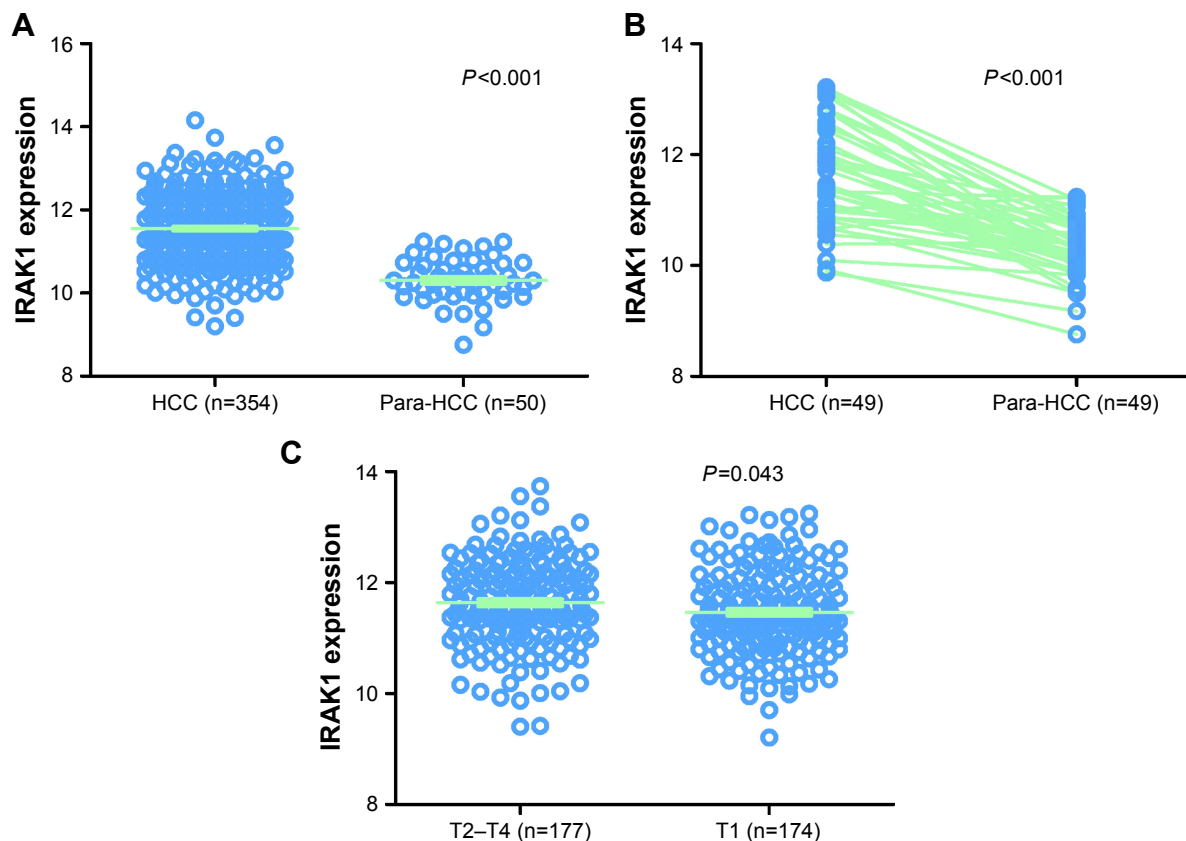 A
IRAK1 expression
16
14
12
10
8
P<0.001
HCC (n=354)
Para-HCC (n=50)
B
IRAK1 expression
14
12
10
8
P<0.001
HCC (n=49)
Para-HCC (n=49)
C
IRAK1 expression
14
12
10
8
P=0.043
T2–T4 (n=177)
T1 (n=174)